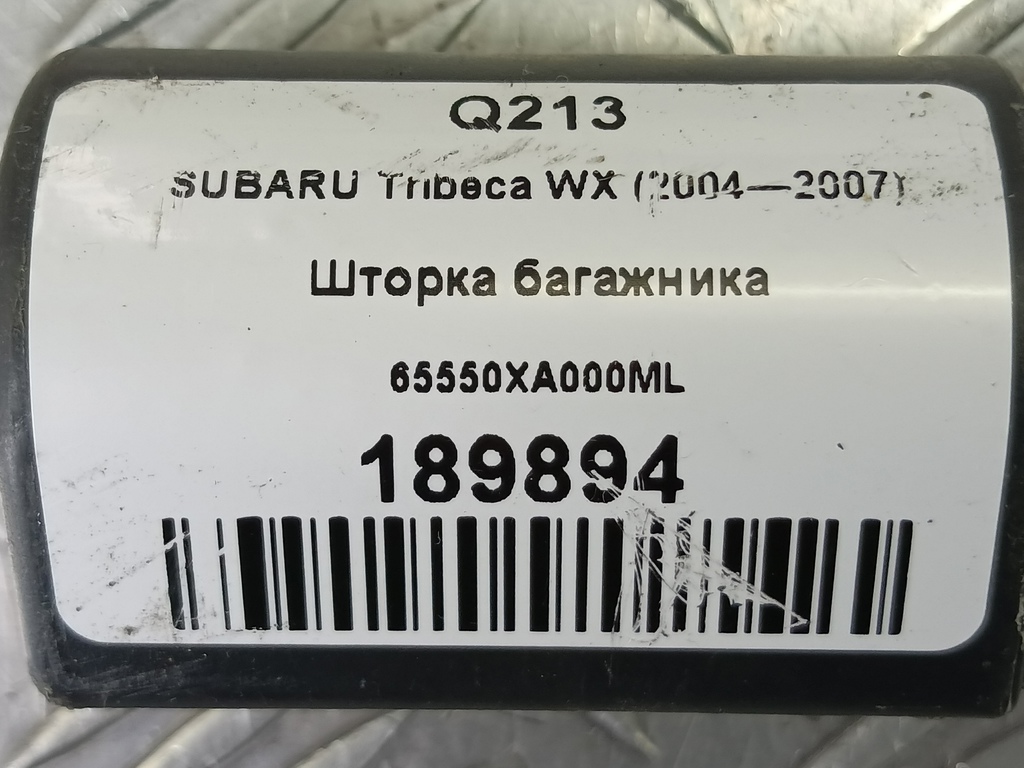 Q213
SUBARU Tribeca WX (2004—2007)
Шторка багажника
65550XA000ML
189894